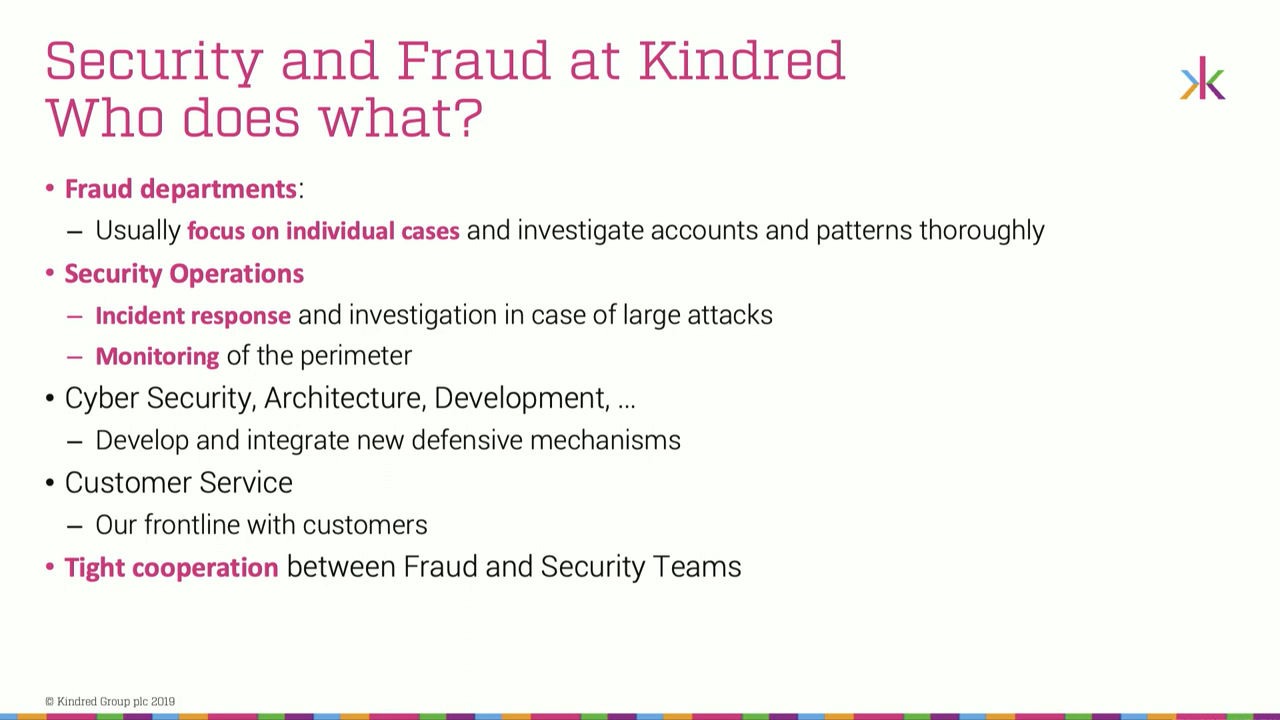 Security and Fraud at Kindred
Who does what?
• Fraud departments:
– Usually focus on individual cases and investigate accounts and patterns thoroughly
• Security Operations
– Incident response and investigation in case of large attacks
– Monitoring of the perimeter
• Cyber Security, Architecture, Development, ...
– Develop and integrate new defensive mechanisms
• Customer Service
– Our frontline with customers
• Tight cooperation between Fraud and Security Teams
© Kindred Group plc 2019